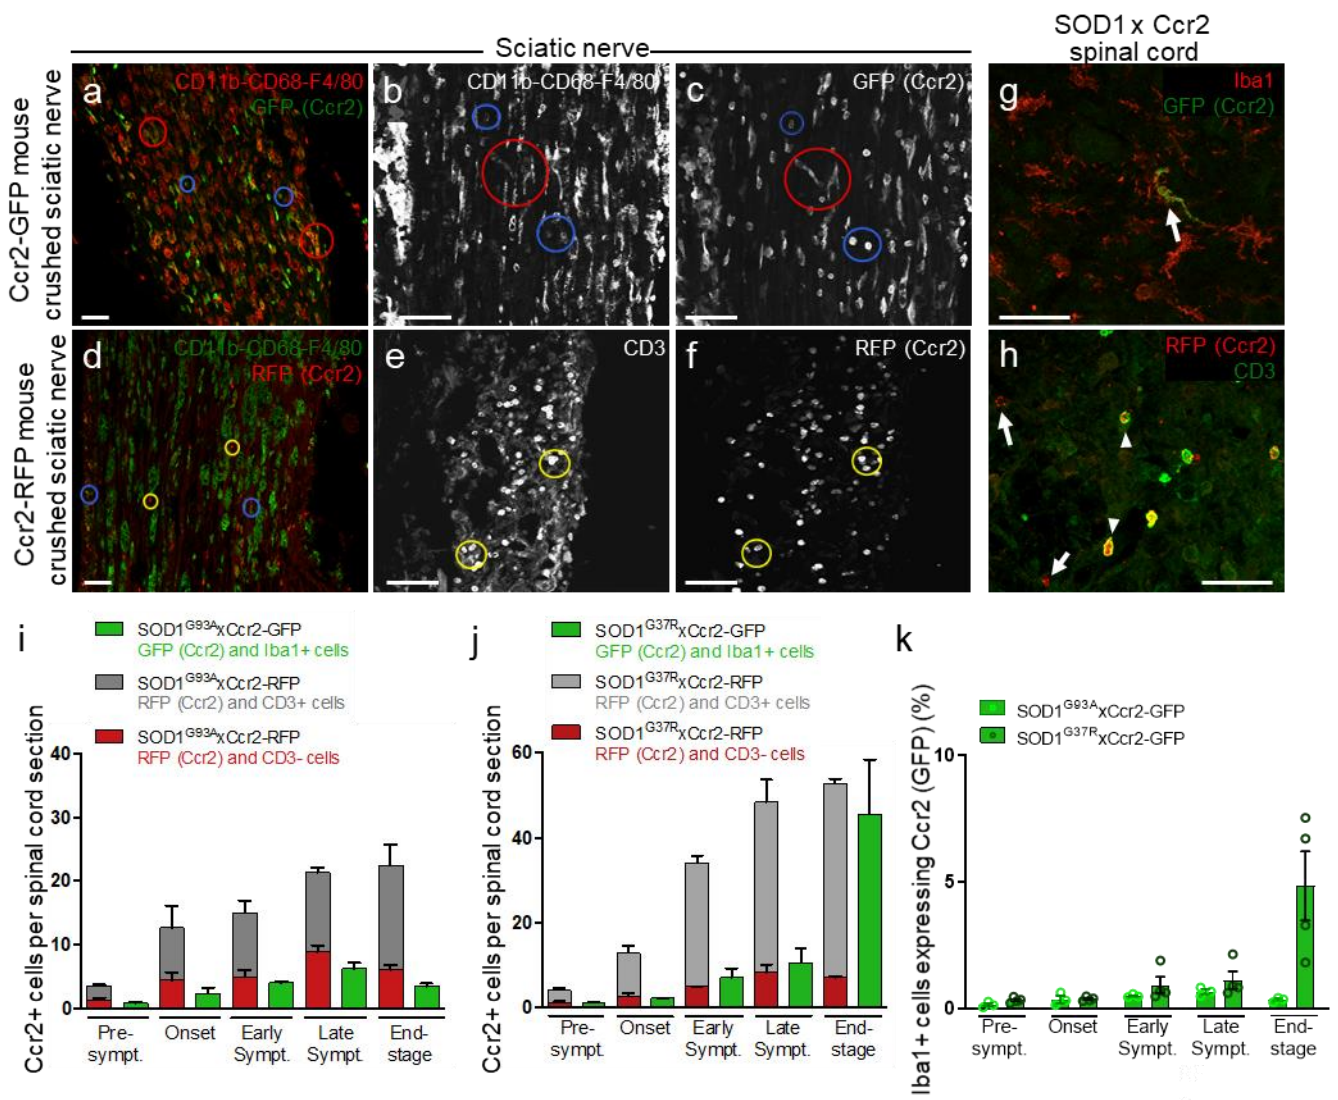 Sciatic nerve
SOD1 x Ccr2
spinal cord
Ccr2-GFP mouse
crushed sciatic nerve
a
CD11b-CD68-F4/80
GFP (Ccr2)
b
CD11b-CD68-F4/80
c
GFP (Ccr2)
g
Iba1
GFP (Ccr2)
Ccr2-RFP mouse
crushed sciatic nerve
d
CD11b-CD68-F4/80
RFP (Ccr2)
e
CD3
f
RFP (Ccr2)
h
RFP (Ccr2)
CD3
i
SOD1G93AxCcr2-GFP
GFP (Ccr2) and Iba1+ cells
SOD1G93AxCcr2-RFP
RFP (Ccr2) and CD3+ cells
SOD1G93AxCcr2-RFP
RFP (Ccr2) and CD3- cells
Ccr2+ cells per spinal cord section
40
30
20
10
0
Pre-
sympt.
Onset
Early
Sympt.
Late
Sympt.
End-
stage
j
SOD1G37RxCcr2-GFP
GFP (Ccr2) and Iba1+ cells
SOD1G37RxCcr2-RFP
RFP (Ccr2) and CD3+ cells
SOD1G37RxCcr2-RFP
RFP (Ccr2) and CD3- cells
Ccr2+ cells per spinal cord section
60
40
20
0
Pre-
sympt.
Onset
Early
Sympt.
Late
Sympt.
End-
stage
k
SOD1G93AxCcr2-GFP
SOD1G37RxCcr2-GFP
Iba1+ cells expressing Ccr2 (GFP) (%)
10
5
0
Pre-
sympt.
Onset
Early
Sympt.
Late
Sympt.
End-
stage